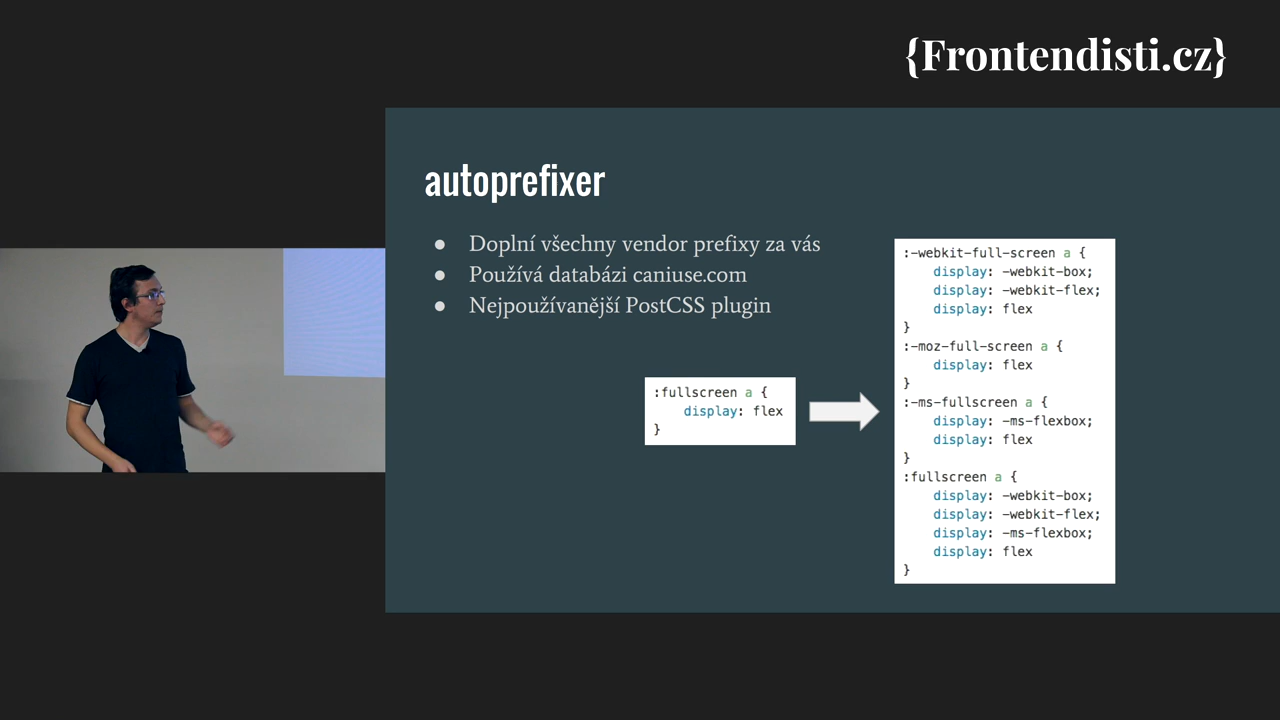 {Frontendisti.cz}
autoprefixer
● Doplní všechny vendor prefixy za vás
● Používá databázi caniuse.com
● Nejpoužívanější PostCSS plugin
:fullscreen a {
    display: flex
}
:-webkit-full-screen a {
    display: -webkit-box;
    display: -webkit-flex;
    display: flex
}
:-moz-full-screen a {
    display: flex
}
:-ms-fullscreen a {
    display: -ms-flexbox;
    display: flex
}
:fullscreen a {
    display: -webkit-box;
    display: -webkit-flex;
    display: -ms-flexbox;
    display: flex
}